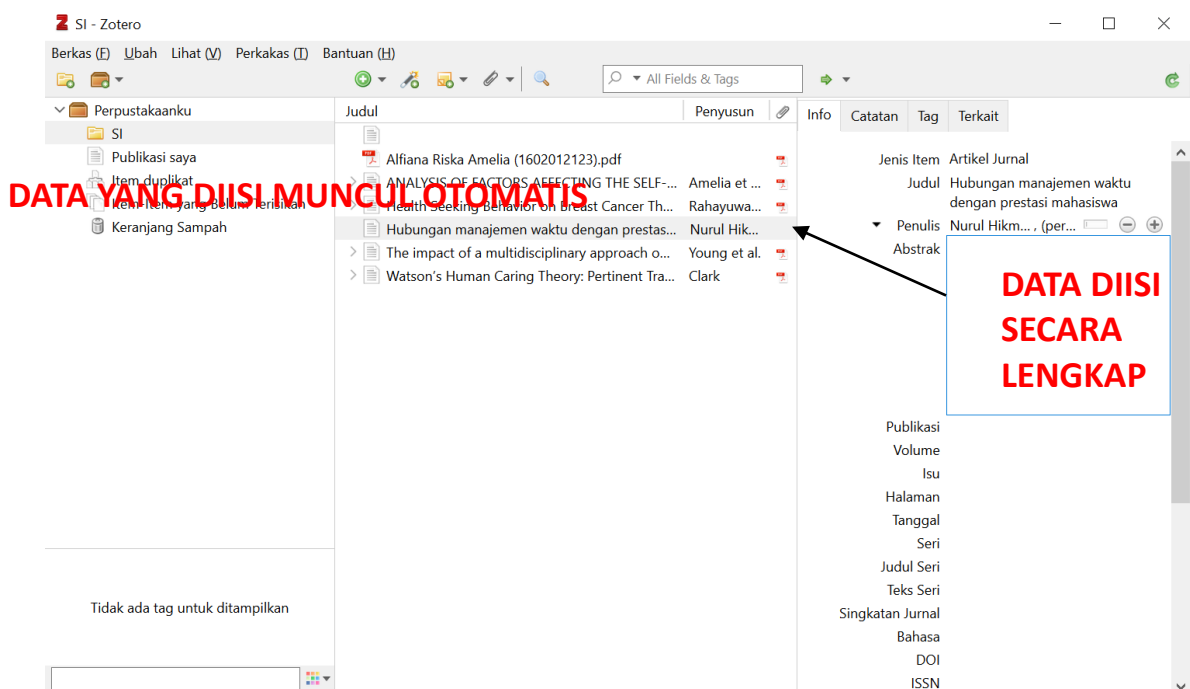 SI - Zotero
Berkas (F) Ubah Lihat (V) Perkakas (T) Bantuan (H)
All Fields & Tags
Perpustakaanku
SI
Publikasi saya
Item duplikat
Item-Item yang Belum Terisikan
Keranjang Sampah
DATA YANG DIISI MUNCUL OTOMATIS
Judul Penyusun
Alfiana Riska Amelia (1602012123).pdf
ANALYSIS OF FACTORS AFFECTING THE SELF-... Amelia et ...
Health Seeking Behavior on Breast Cancer Th... Rahayuwa...
Hubungan manajemen waktu dengan prestas... Nurul Hik...
The impact of a multidisciplinary approach o... Young et al.
Watson's Human Caring Theory: Pertinent Tra... Clark
Info Catatan Tag Terkait
Jenis Item Artikel Jurnal
Judul Hubungan manajemen waktu
dengan prestasi mahasiswa
Penulis Nurul Hikm... , (per...
Abstrak
DATA DIISI
SECARA
LENGKAP
Publikasi
Volume
Isu
Halaman
Tanggal
Seri
Judul Seri
Teks Seri
Singkatan Jurnal
Bahasa
DOI
ISSN
Tidak ada tag untuk ditampilkan